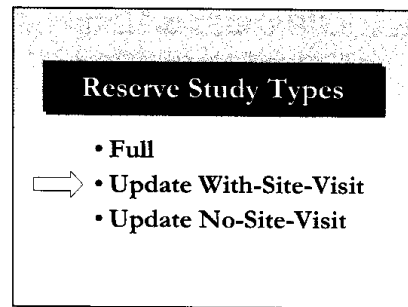 Reserve Study Types
• Full
• Update With-Site-Visit
• Update No-Site-Visit